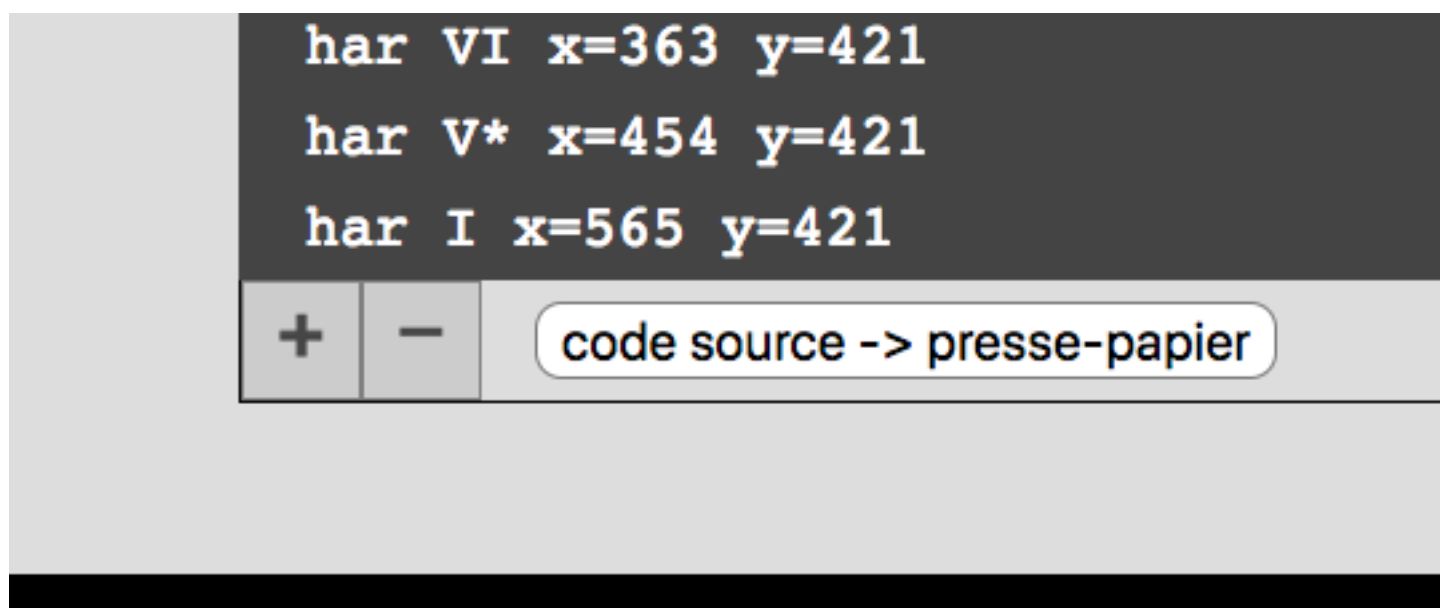 har VI x=363 y=421
har V* x=454 y=421
har I x=565 y=421
+ −
code source -> presse-papier